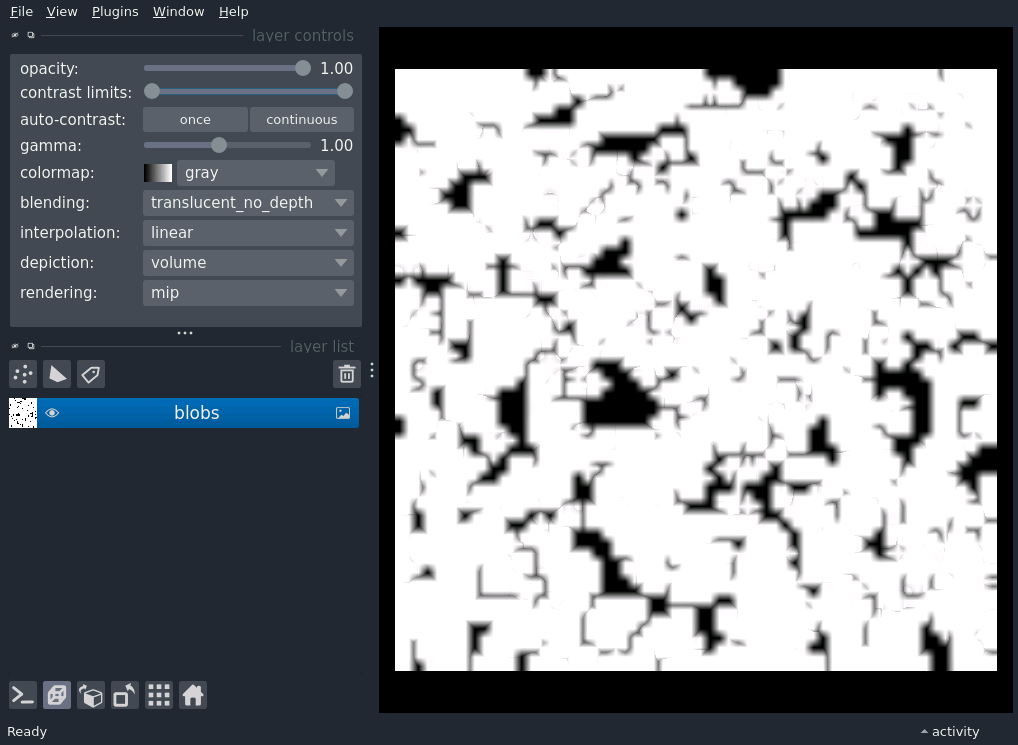 File View Plugins Window Help
layer controls
opacity: 1.00
contrast limits:
auto-contrast: once continuous
gamma: 1.00
colormap: gray
blending: translucent_no_depth
interpolation: linear
depiction: volume
rendering: mip
layer list
blobs
Ready activity